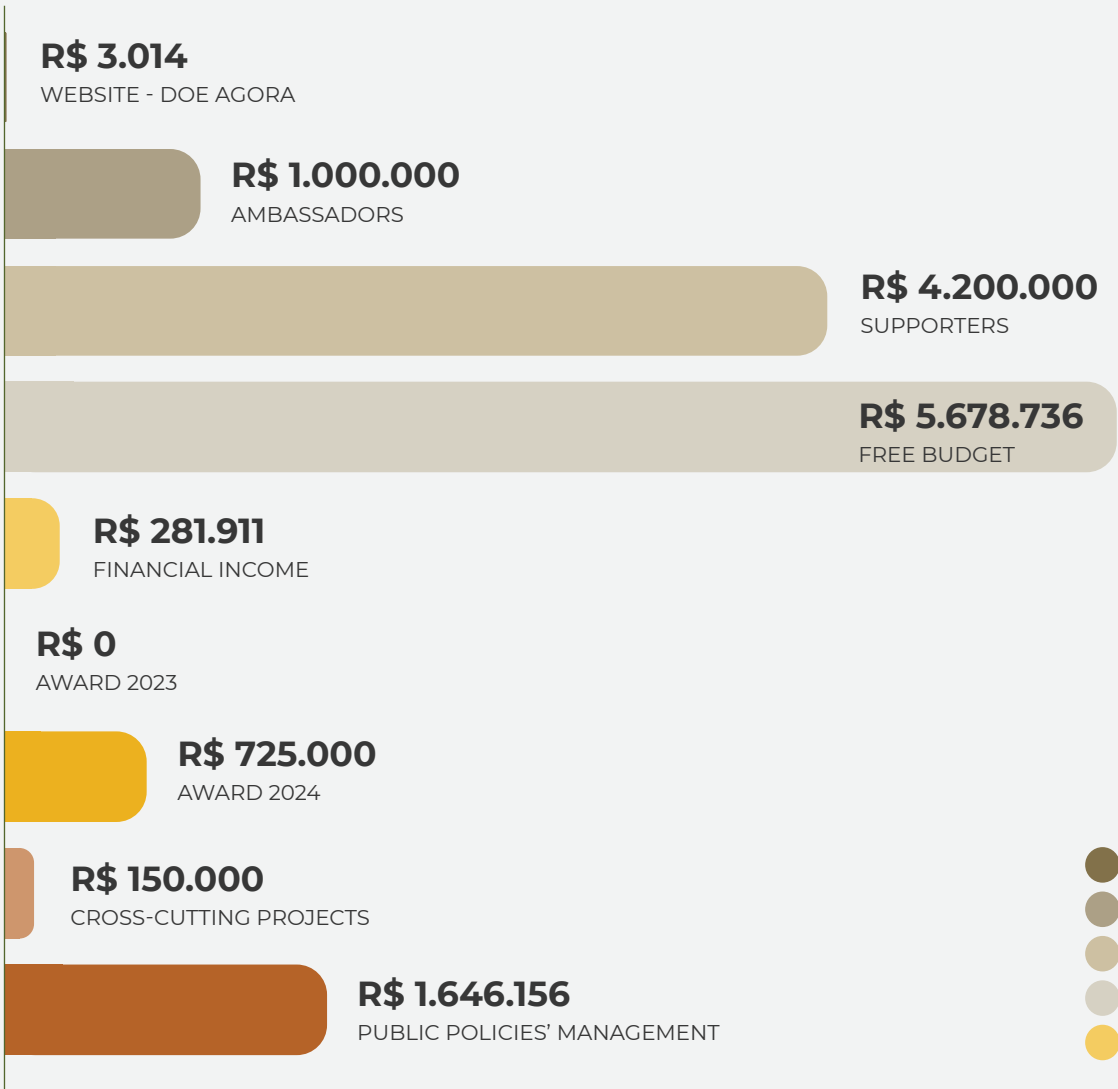 R$ 3.014
WEBSITE - DOE AGORA
R$ 1.000.000
AMBASSADORS
R$ 4.200.000
SUPPORTERS
R$ 5.678.736
FREE BUDGET
R$ 281.911
FINANCIAL INCOME
R$ 0
AWARD 2023
R$ 725.000
AWARD 2024
R$ 150.000
CROSS-CUTTING PROJECTS
R$ 1.646.156
PUBLIC POLICIES’ MANAGEMENT